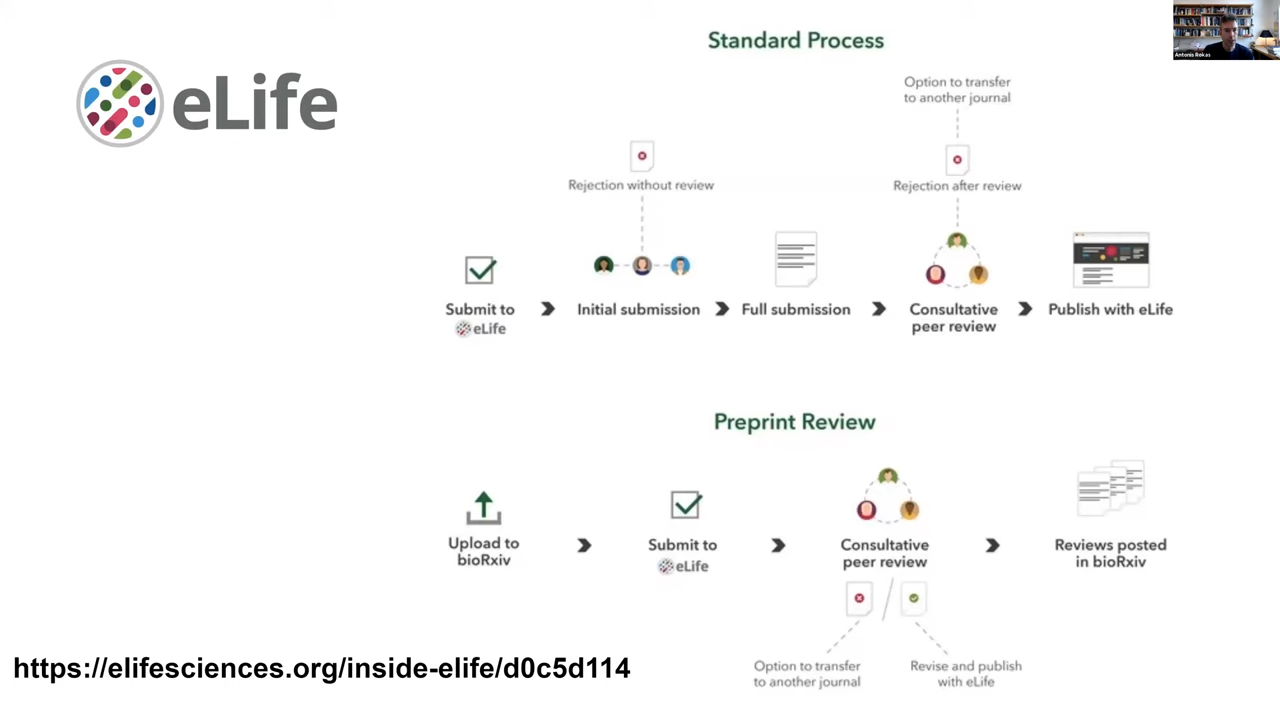 Antonis Rokas
eLife
Standard Process
Option to transfer
to another journal
Rejection without review
Rejection after review
Submit to
eLife
Initial submission
Full submission
Consultative
peer review
Publish with eLife
Preprint Review
Upload to
bioRxiv
Submit to
eLife
Consultative
peer review
Reviews posted
in bioRxiv
Option to transfer
to another journal
Revise and publish
with eLife
https://elifesciences.org/inside-elife/d0c5d114